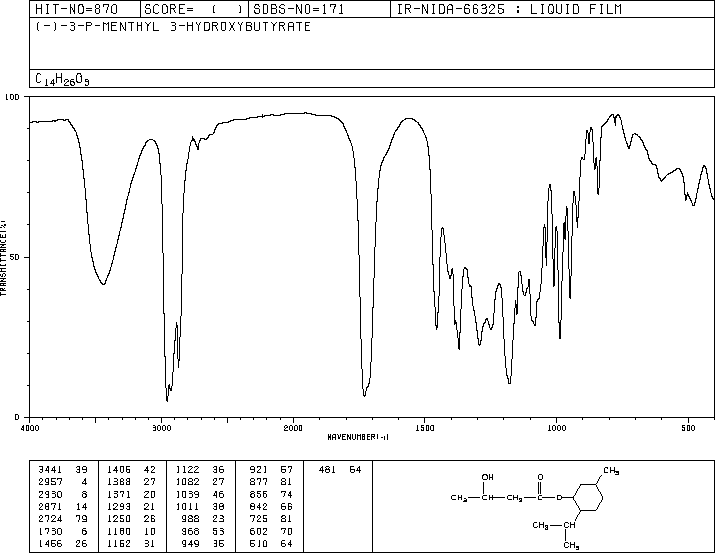 HIT-NO=870 SCORE= ( ) SDBS-NO=171 IR-NIDA-66325 : LIQUID FILM
(-)-3-P-MENTHYL 3-HYDROXYBUTYRATE
C14H26O3
100
50
0
TRANSMITTANCE(%)
4000 3000 2000 1500 1000 500
WAVENUMBER(-1)
3441 39 1406 42 1122 36 921 57 481 64
2957 4 1388 27 1082 27 877 81
2930 8 1371 20 1039 46 856 74
2871 14 1293 21 1011 38 842 66
2724 79 1250 26 988 23 725 81
1730 6 1180 10 968 53 602 70
1456 26 1152 31 949 35 510 64
CH3
OH O
CH3 CH CH2 C O
CH3 CH
CH3